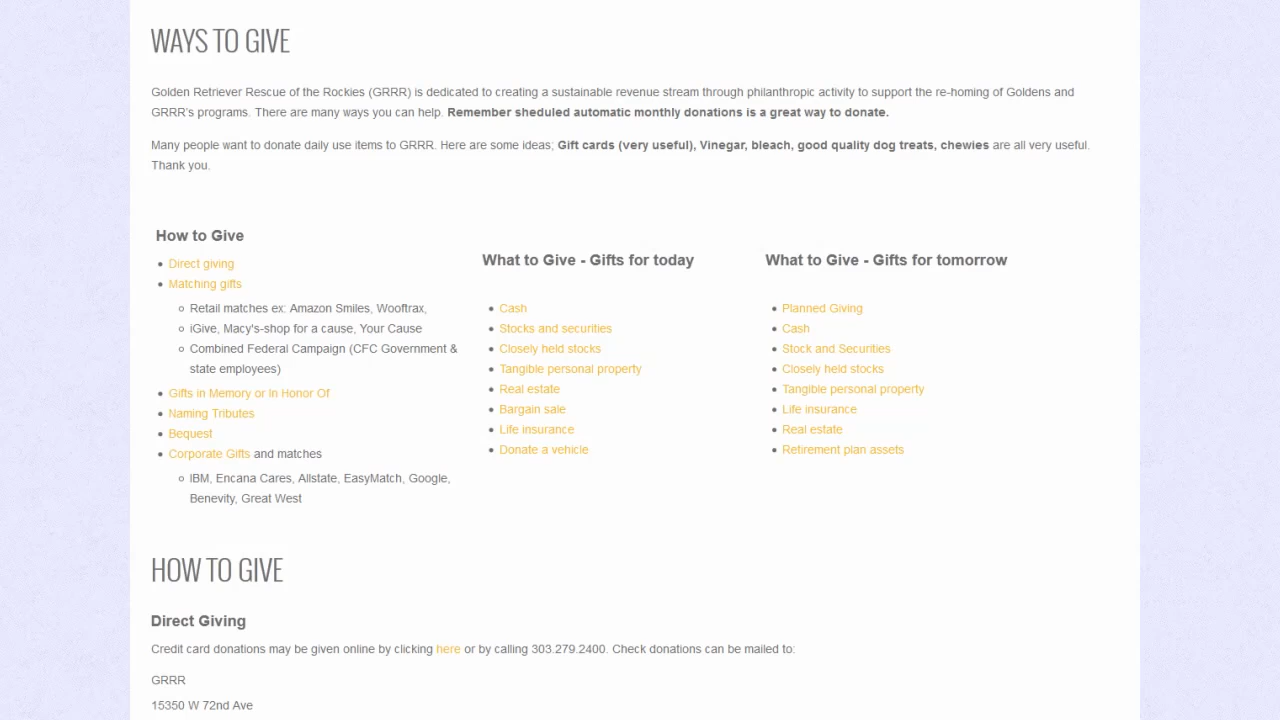 WAYS TO GIVE
Golden Retriever Rescue of the Rockies (GRRR) is dedicated to creating a sustainable revenue stream through philanthropic activity to support the re-homing of Goldens and
GRRR's programs. There are many ways you can help. Remember sheduled automatic monthly donations is a great way to donate.
Many people want to donate daily use items to GRRR. Here are some ideas; Gift cards (very useful), Vinegar, bleach, good quality dog treats, chewies are all very useful.
Thank you.
How to Give
Direct giving
Matching gifts
Retail matches ex: Amazon Smiles, Wooftrax,
iGive, Macy's-shop for a cause, Your Cause
Combined Federal Campaign (CFC Government &
state employees)
Gifts in Memory or In Honor Of
Naming Tributes
Bequest
Corporate Gifts and matches
IBM, Encana Cares, Allstate, EasyMatch, Google,
Benevity, Great West
What to Give - Gifts for today
Cash
Stocks and securities
Closely held stocks
Tangible personal property
Real estate
Bargain sale
Life insurance
Donate a vehicle
What to Give - Gifts for tomorrow
Planned Giving
Cash
Stock and Securities
Closely held stocks
Tangible personal property
Life insurance
Real estate
Retirement plan assets
HOW TO GIVE
Direct Giving
Credit card donations may be given online by clicking here or by calling 303.279.2400. Check donations can be mailed to:
GRRR
15350 W 72nd Ave